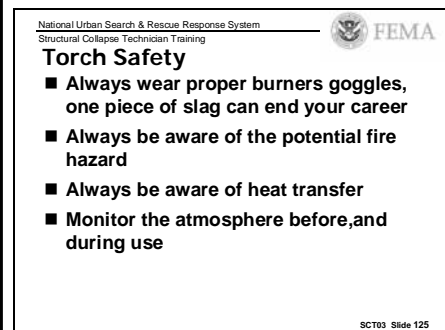 National Urban Search & Rescue Response System
Structural Collapse Technician Training
FEMA
Torch Safety
■ Always wear proper burners goggles,
one piece of slag can end your career
■ Always be aware of the potential fire
hazard
■ Always be aware of heat transfer
■ Monitor the atmosphere before,and
during use
SCT03 Slide 125